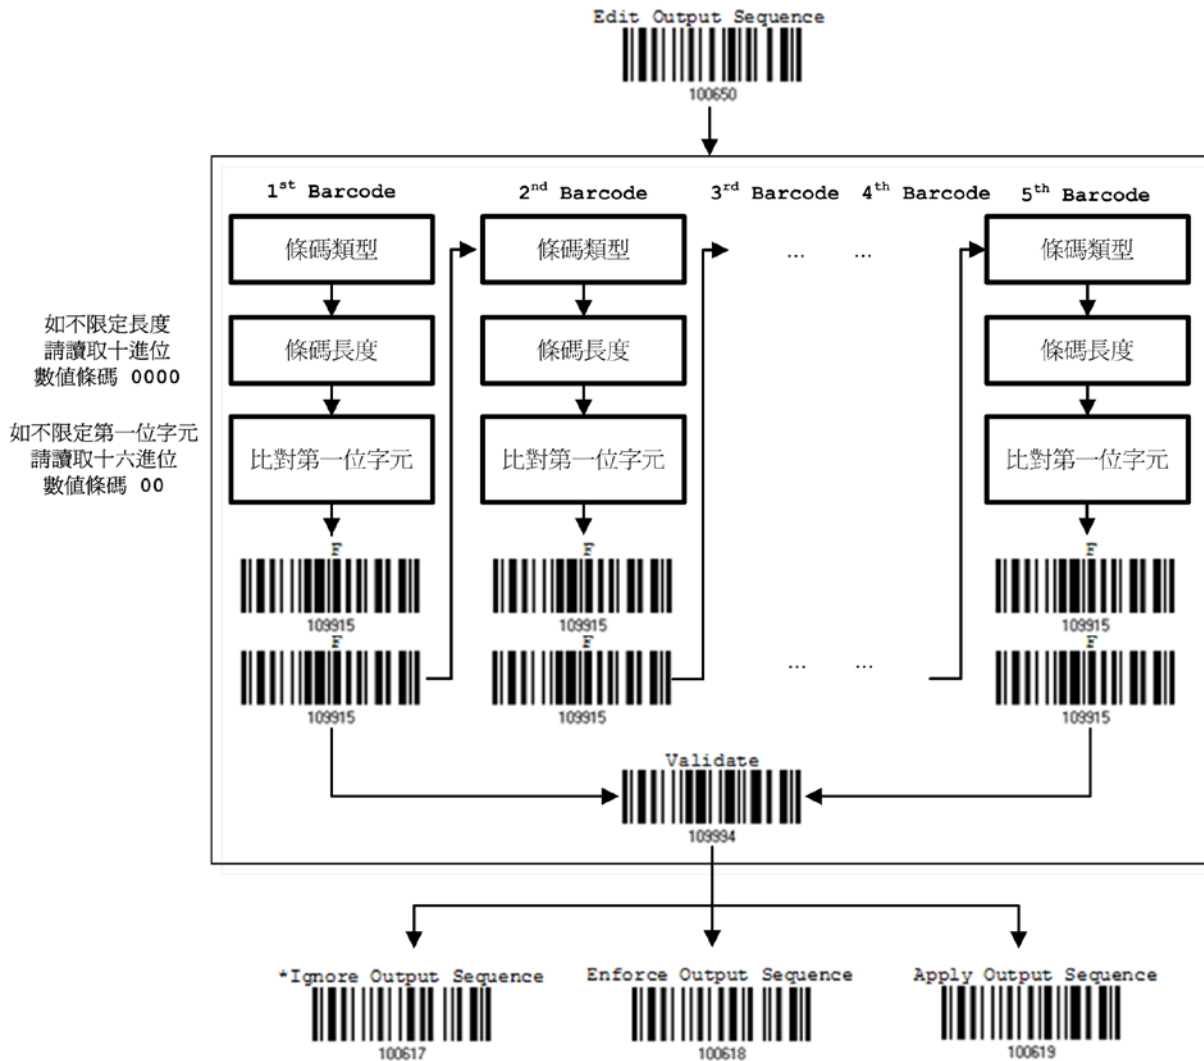 Edit Output Sequence
100650
1st Barcode
2nd Barcode
3rd Barcode
4th Barcode
5th Barcode
條碼類型
條碼類型
... ...
條碼類型
如不限定長度
請讀取十進位
數值條碼 0000
條碼長度
條碼長度
條碼長度
如不限定第一位字元
請讀取十六進位
數值條碼 00
比對第一位字元
比對第一位字元
比對第一位字元
F
F
F
109915
109915
109915
F
F
F
... ...
109915
109915
109915
Validate
109994
*Ignore Output Sequence
Enforce Output Sequence
Apply Output Sequence
100617
100618
100619